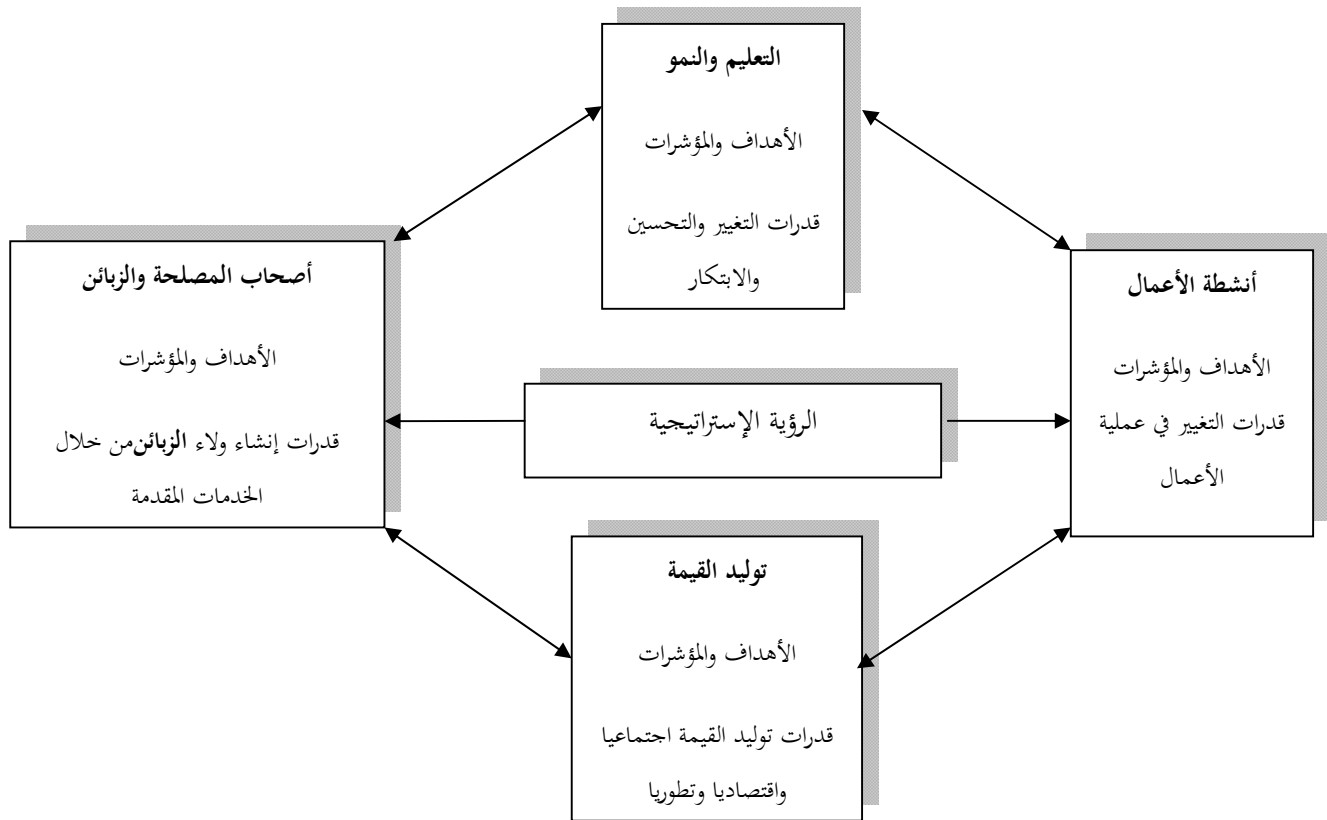 التعليم والنمو
الأهداف والمؤشرات
قدرات التغيير والتحسين
والابتكار
أنشطة الأعمال
الأهداف والمؤشرات
قدرات التغيير في عملية
الأعمال
الرؤية الإستراتيجية
أصحاب المصلحة والزبائن
الأهداف والمؤشرات
قدرات إنشاء ولاء الزبائنمن خلال
الخدمات المقدمة
توليد القيمة
الأهداف والمؤشرات
قدرات توليد القيمة اجتماعيا
واقتصاديا وتطوريا